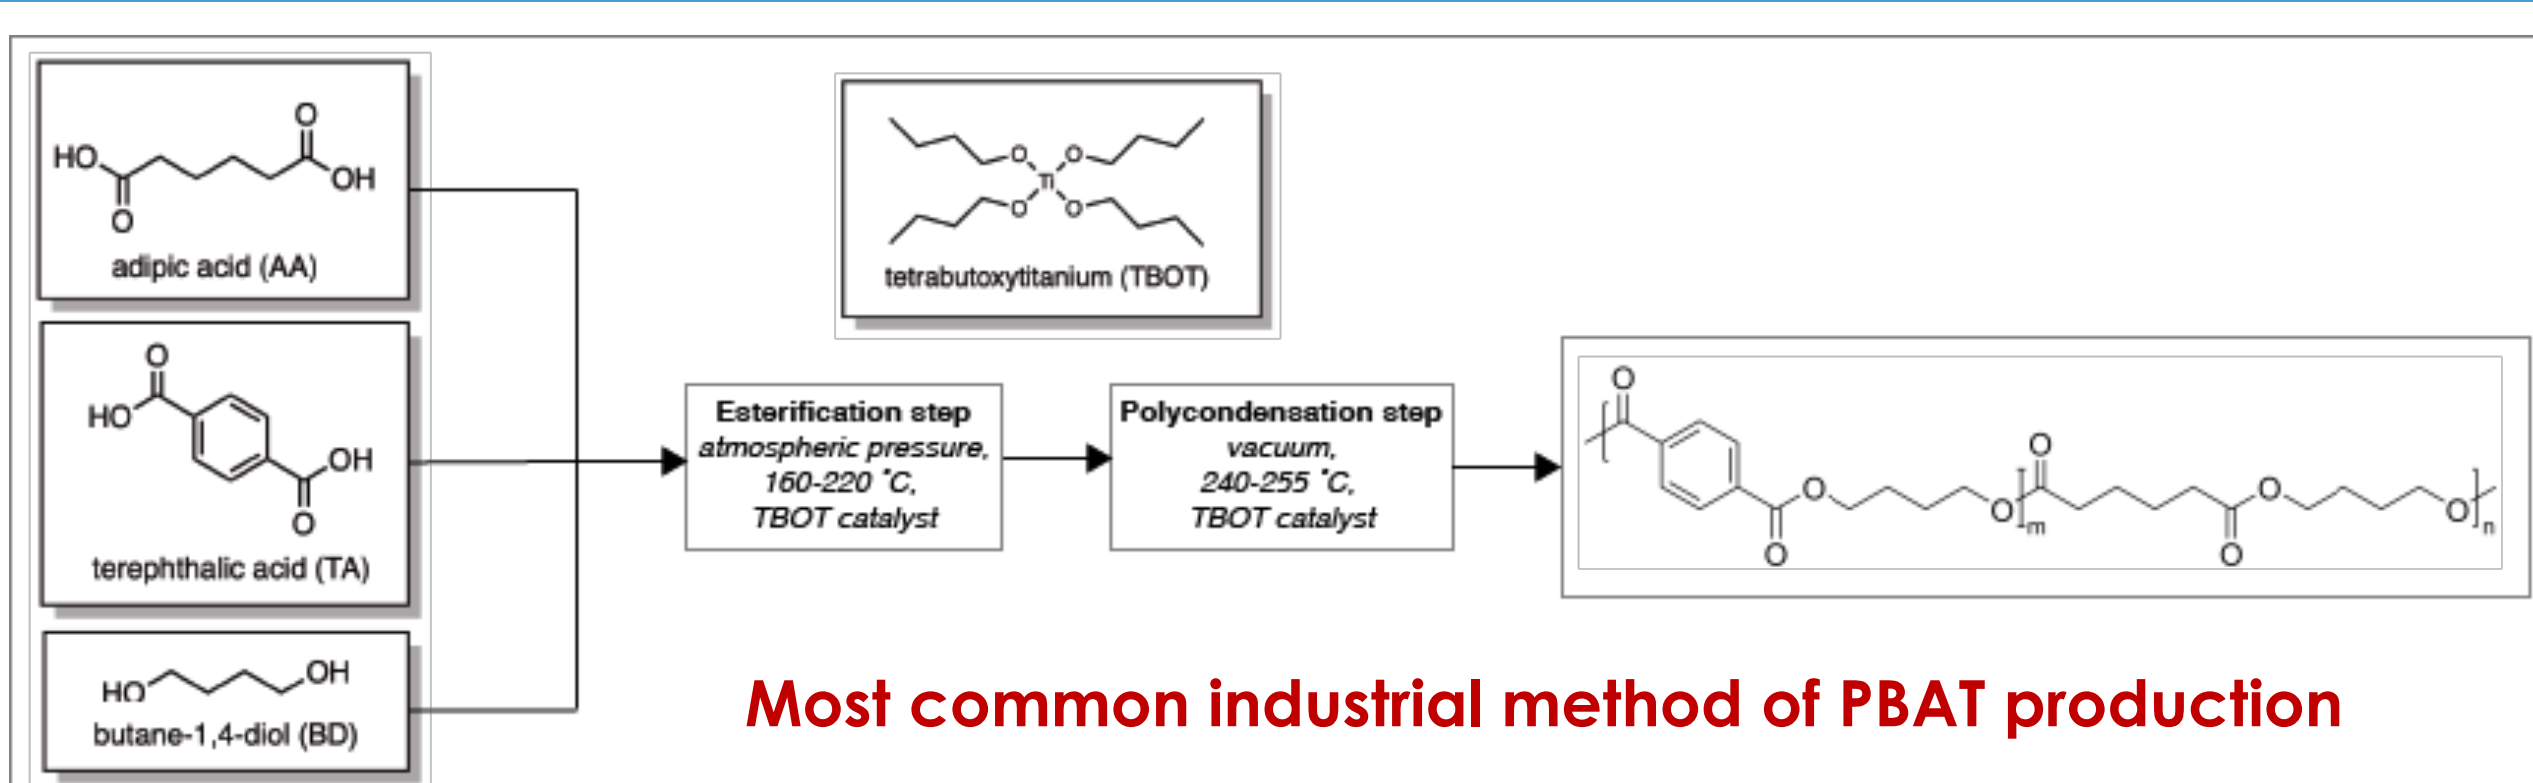 O
HO
OH
O
adipic acid (AA)
O
HO
OH
O
terephthalic acid (TA)
OH
HO
butane-1,4-diol (BD)
O O
Ti
O O
tetrabutoxytitanium (TBOT)
Esterification step
atmospheric pressure,
160-220 °C,
TBOT catalyst
Polycondensation step
vacuum,
240-255 °C,
TBOT catalyst
O
O
O
O
m
O
O
O
O
n
Most common industrial method of PBAT production